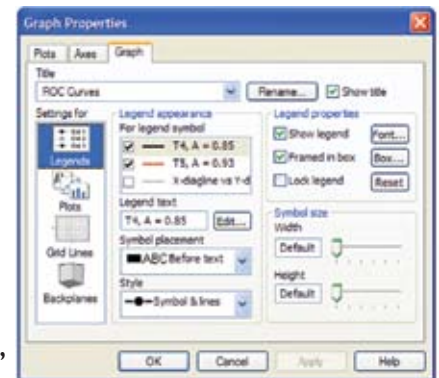 Graph Properties
Plots Axes Graph
Title
ROC Curves Rename... Show title
Settings for
Legends
Plots
Grid Lines
Backplanes
Legend appearance
For legend symbol
T4, A = 0.85
T5, A = 0.93
x-diagline vs Y-d
Legend text
T4, A = 0.85 Edit...
Symbol placement
ABC Before text
Style
Symbol & lines
Legend properties
Show legend Font...
Framed in box Box...
Lock legend Reset
Symbol size
Width
Default
Height
Default
OK Cancel Apply Help
,